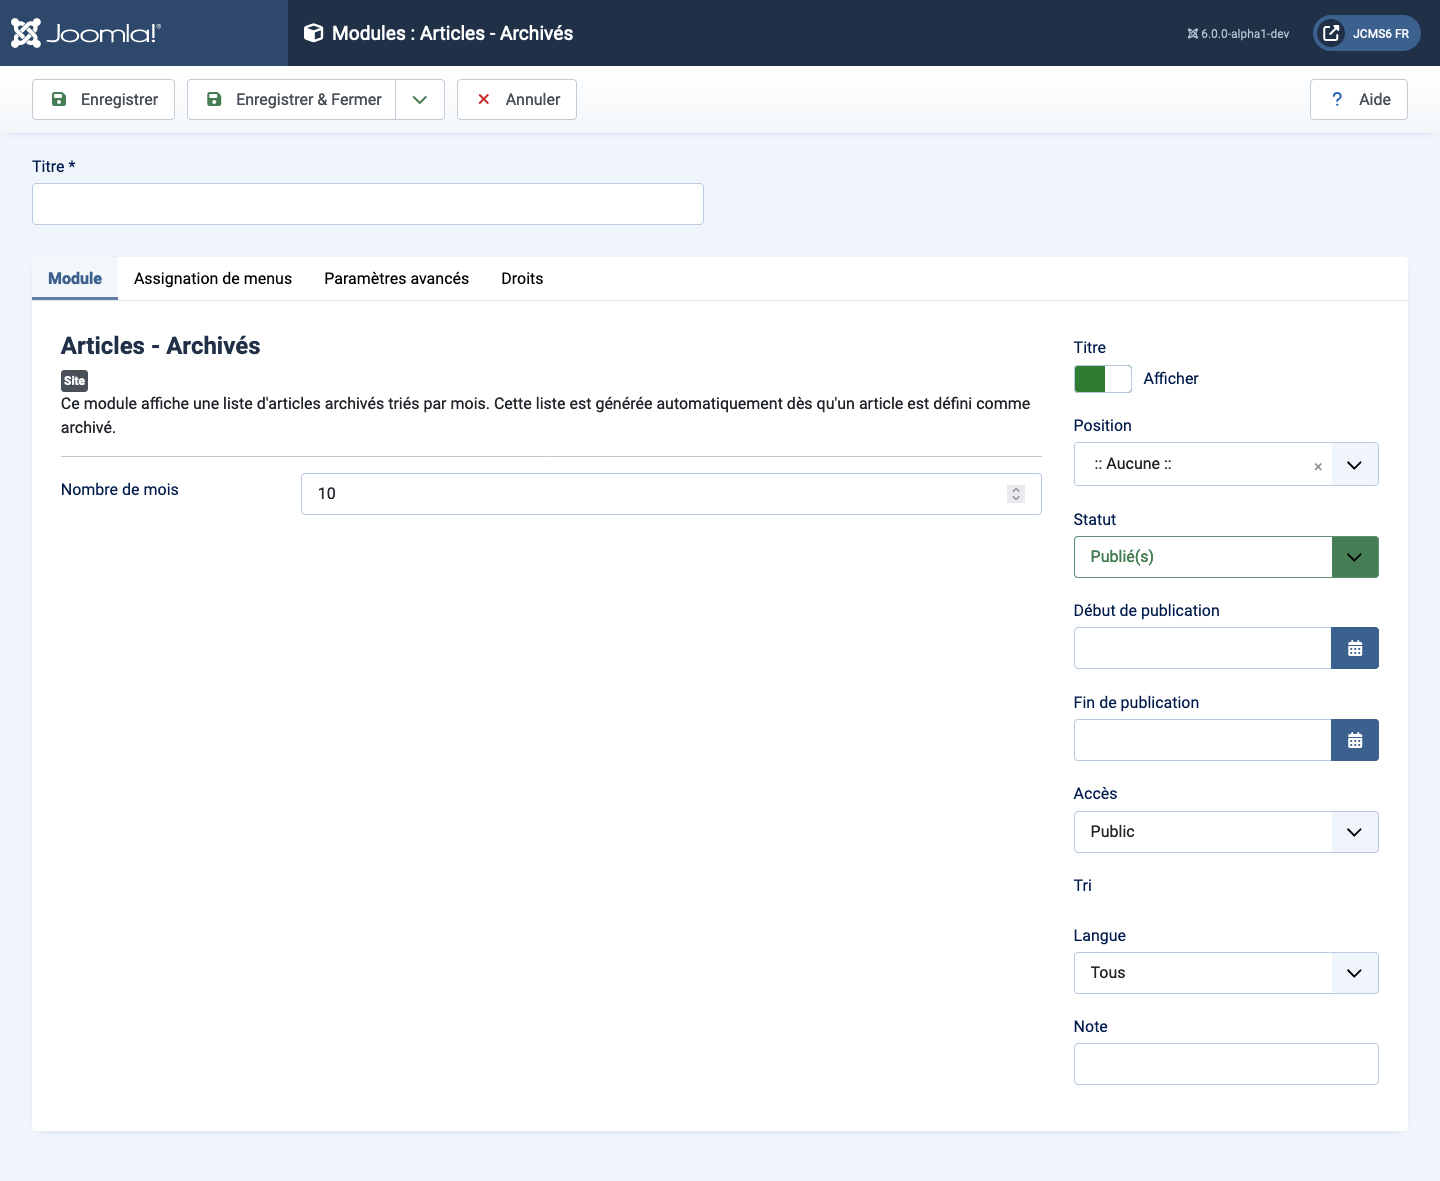 Joomla!®
Modules : Articles - Archivés
6.0.0-alpha1-dev
JCMS6 FR
Enregistrer
Enregistrer & Fermer
Annuler
? Aide
Titre *
Module
Assignation de menus
Paramètres avancés
Droits
Articles - Archivés
Site
Ce module affiche une liste d'articles archivés triés par mois. Cette liste est générée automatiquement dès qu'un article est défini comme
archivé.
Nombre de mois
10
Titre
Afficher
Position
:: Aucune ::
×
Statut
Publié(s)
Début de publication
Fin de publication
Accès
Public
Tri
Langue
Tous
Note